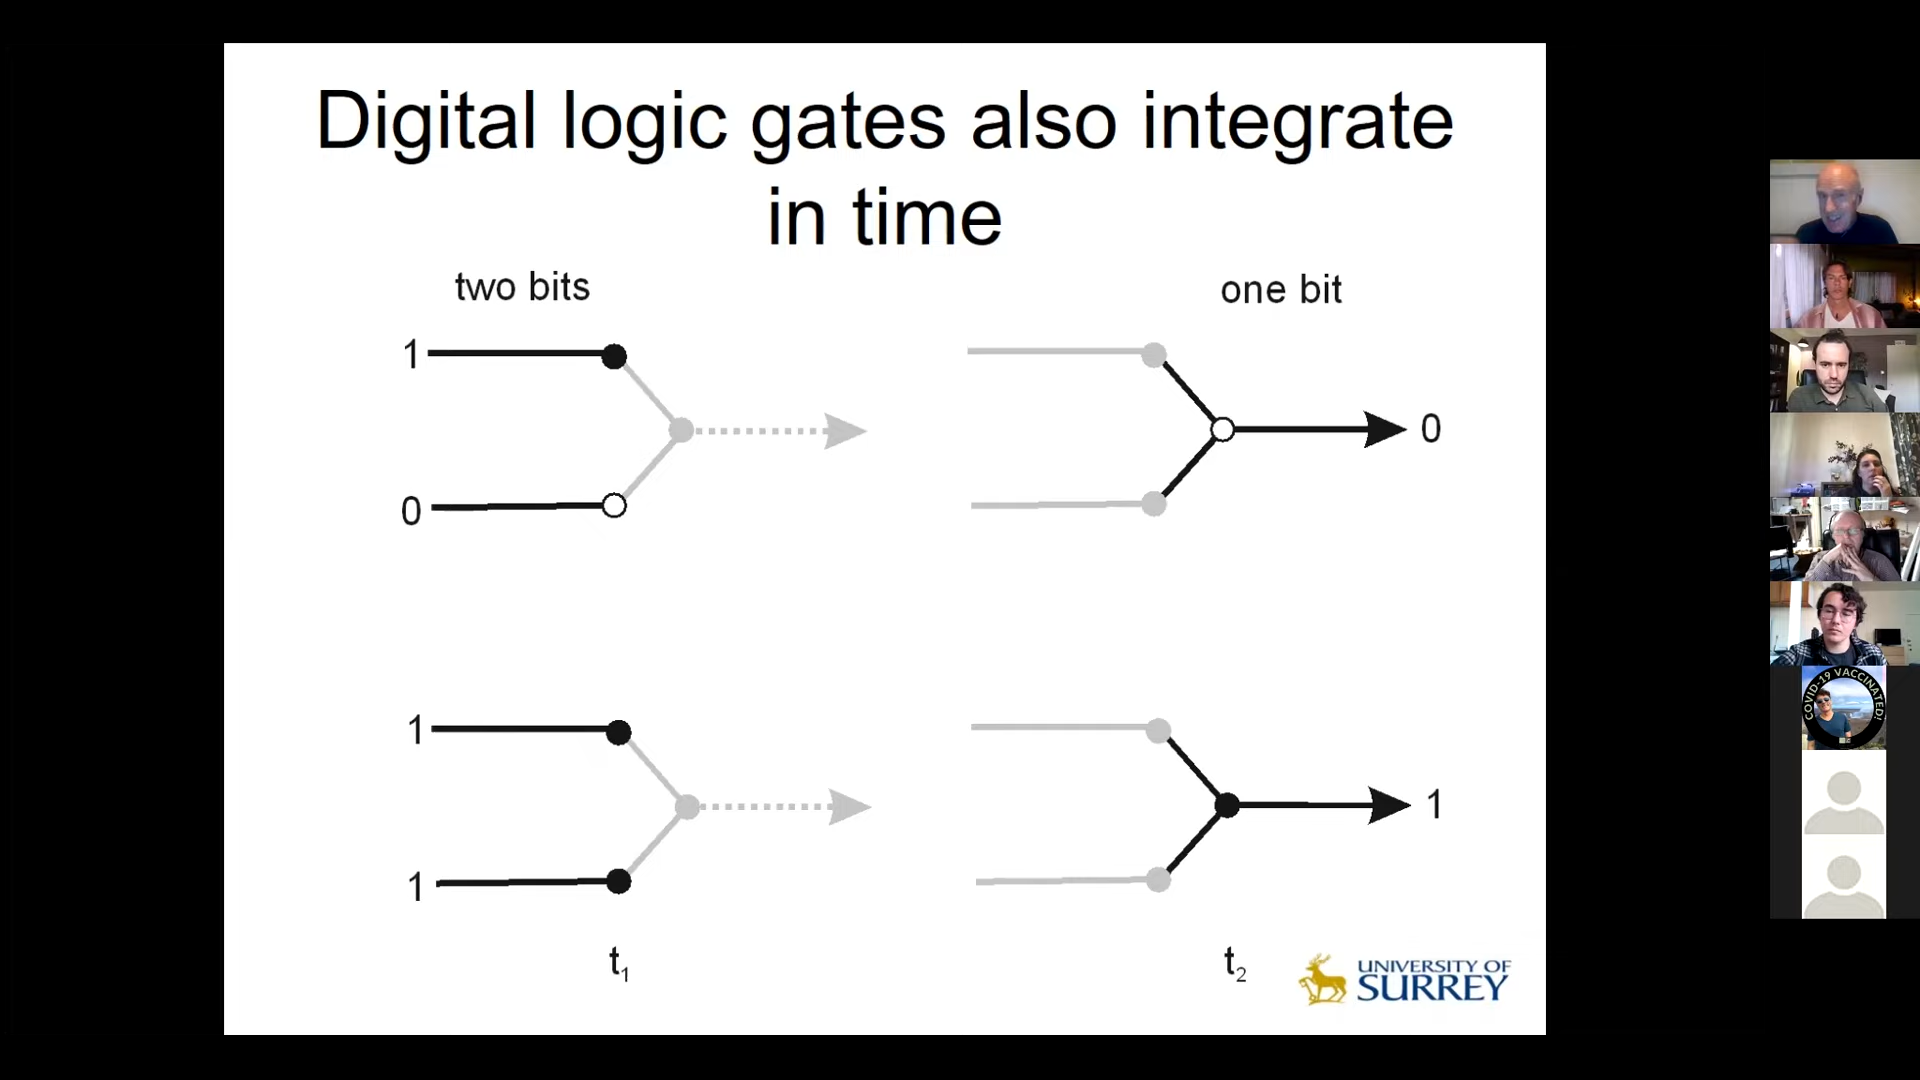 Digital logic gates also integrate
in time
two bits
one bit
1
0
0
1
1
1
t₁
t₂
UNIVERSITY OF
SURREY
COVID-19 VACCINATED!